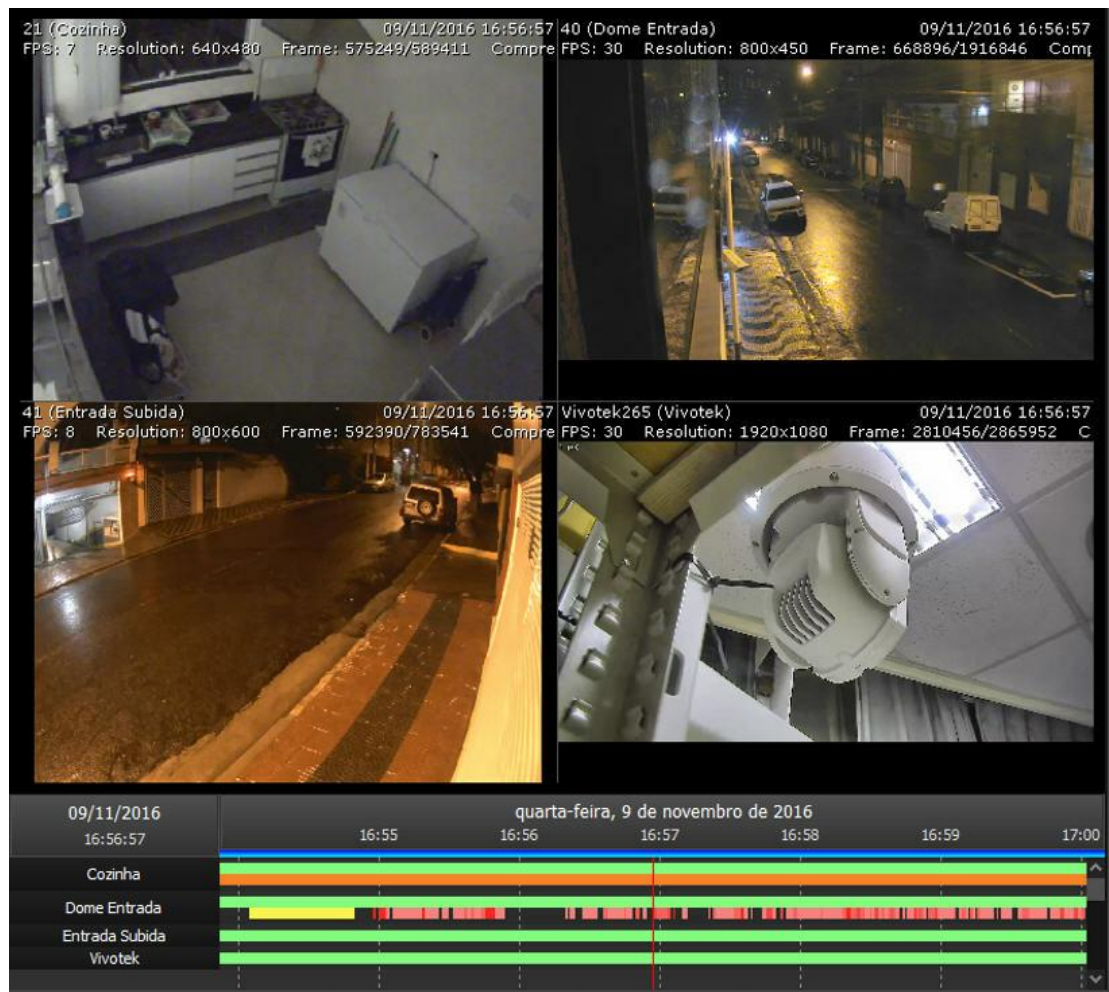 21 (Cozinha) 09/11/2016 16:56:57
FPS: 7 Resolution: 640x480 Frame: 575249/589411 Compre
40 (Dome Entrada) 09/11/2016 16:56:57
FPS: 30 Resolution: 800x450 Frame: 668896/1916846 Comp
41 (Entrada Subida) 09/11/2016 16:56:57
FPS: 8 Resolution: 800x600 Frame: 592390/783541 Compre
Vivotek265 (Vivotek) 09/11/2016 16:56:57
FPS: 30 Resolution: 1920x1080 Frame: 2810456/2865952 C
09/11/2016
16:56:57
quarta-feira, 9 de novembro de 2016
16:55 16:56 16:57 16:58 16:59 17:00
Cozinha
Dome Entrada
Entrada Subida
Vivotek